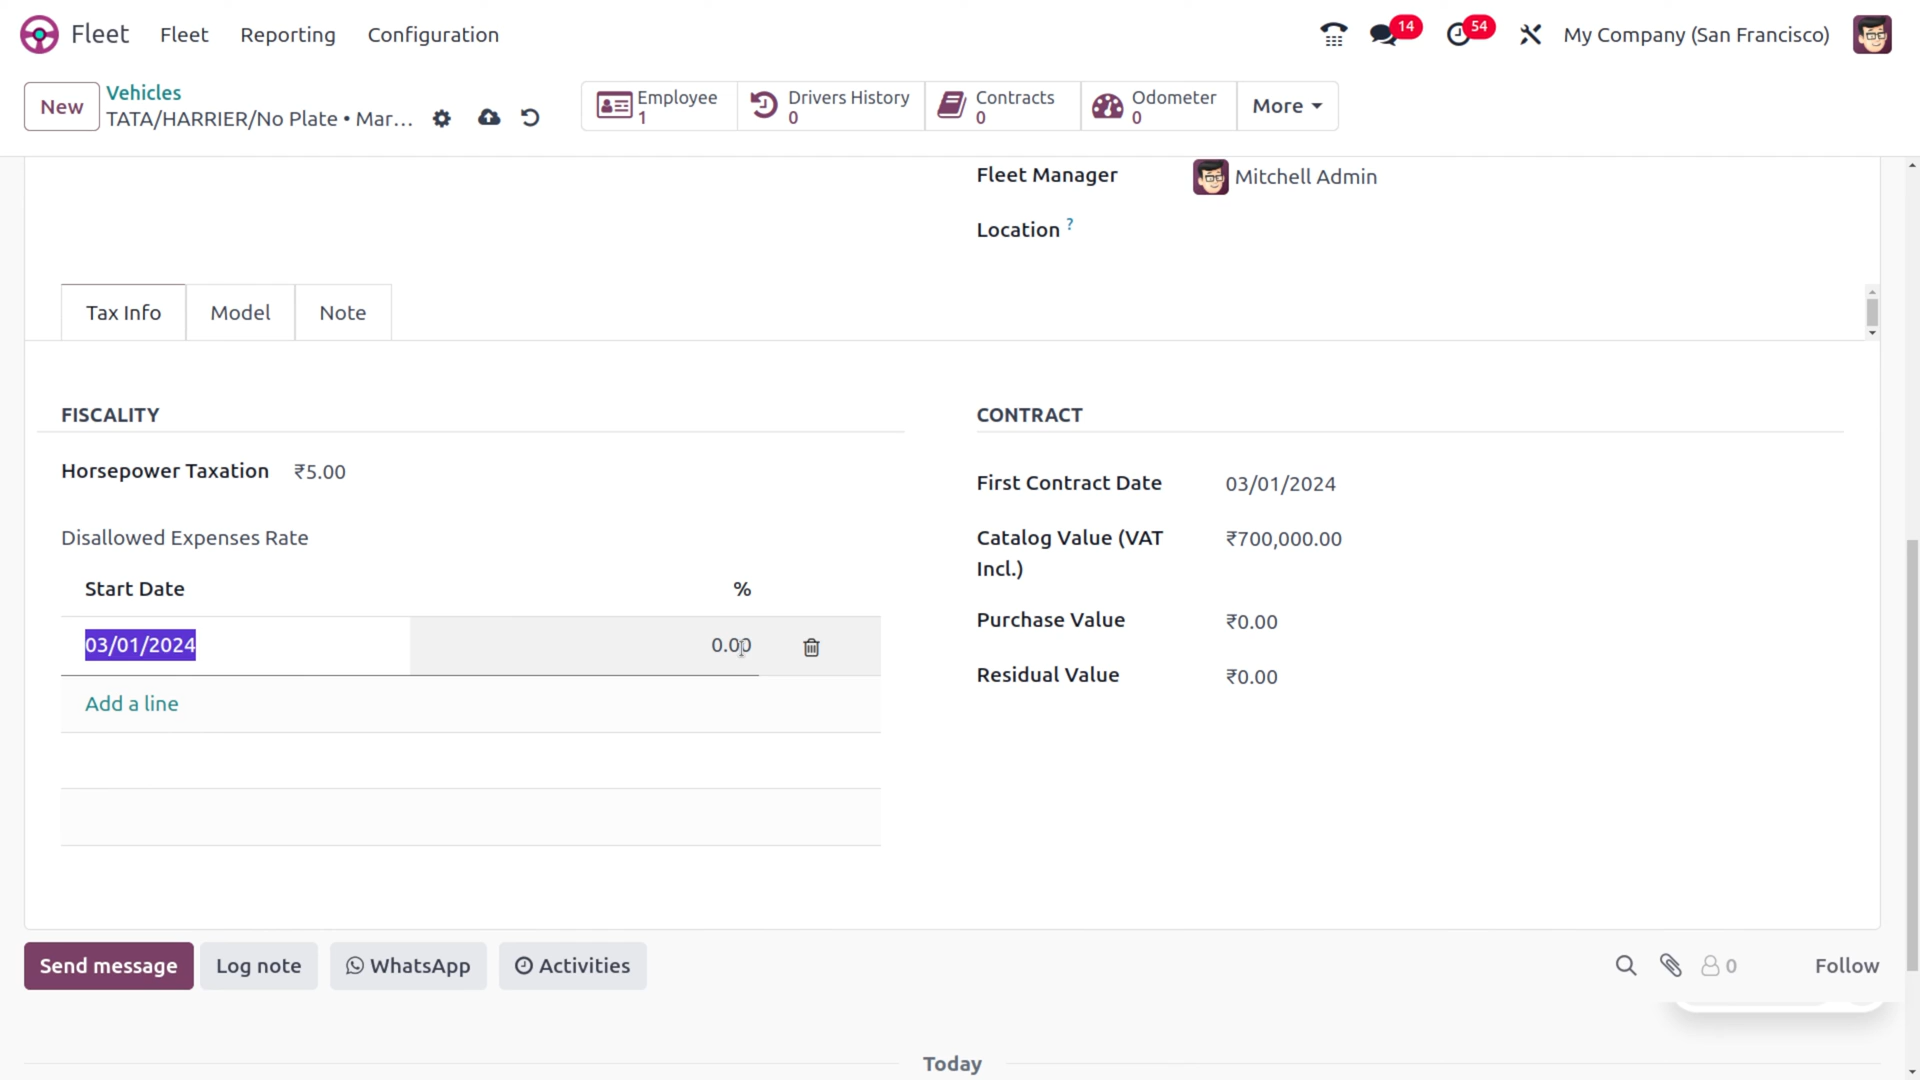 Fleet
Fleet
Reporting
Configuration
14
54
My Company (San Francisco)
New
Vehicles
TATA/HARRIER/No Plate • Mar...
Employee
1
Drivers History
0
Contracts
0
Odometer
0
More
Fleet Manager
Mitchell Admin
Location ?
Tax Info
Model
Note
FISCALITY
Horsepower Taxation ₹5.00
Disallowed Expenses Rate
Start Date %
03/01/2024 0.00
Add a line
CONTRACT
First Contract Date 03/01/2024
Catalog Value (VAT
Incl.) ₹700,000.00
Purchase Value ₹0.00
Residual Value ₹0.00
Send message
Log note
WhatsApp
Activities
0
Follow
Today